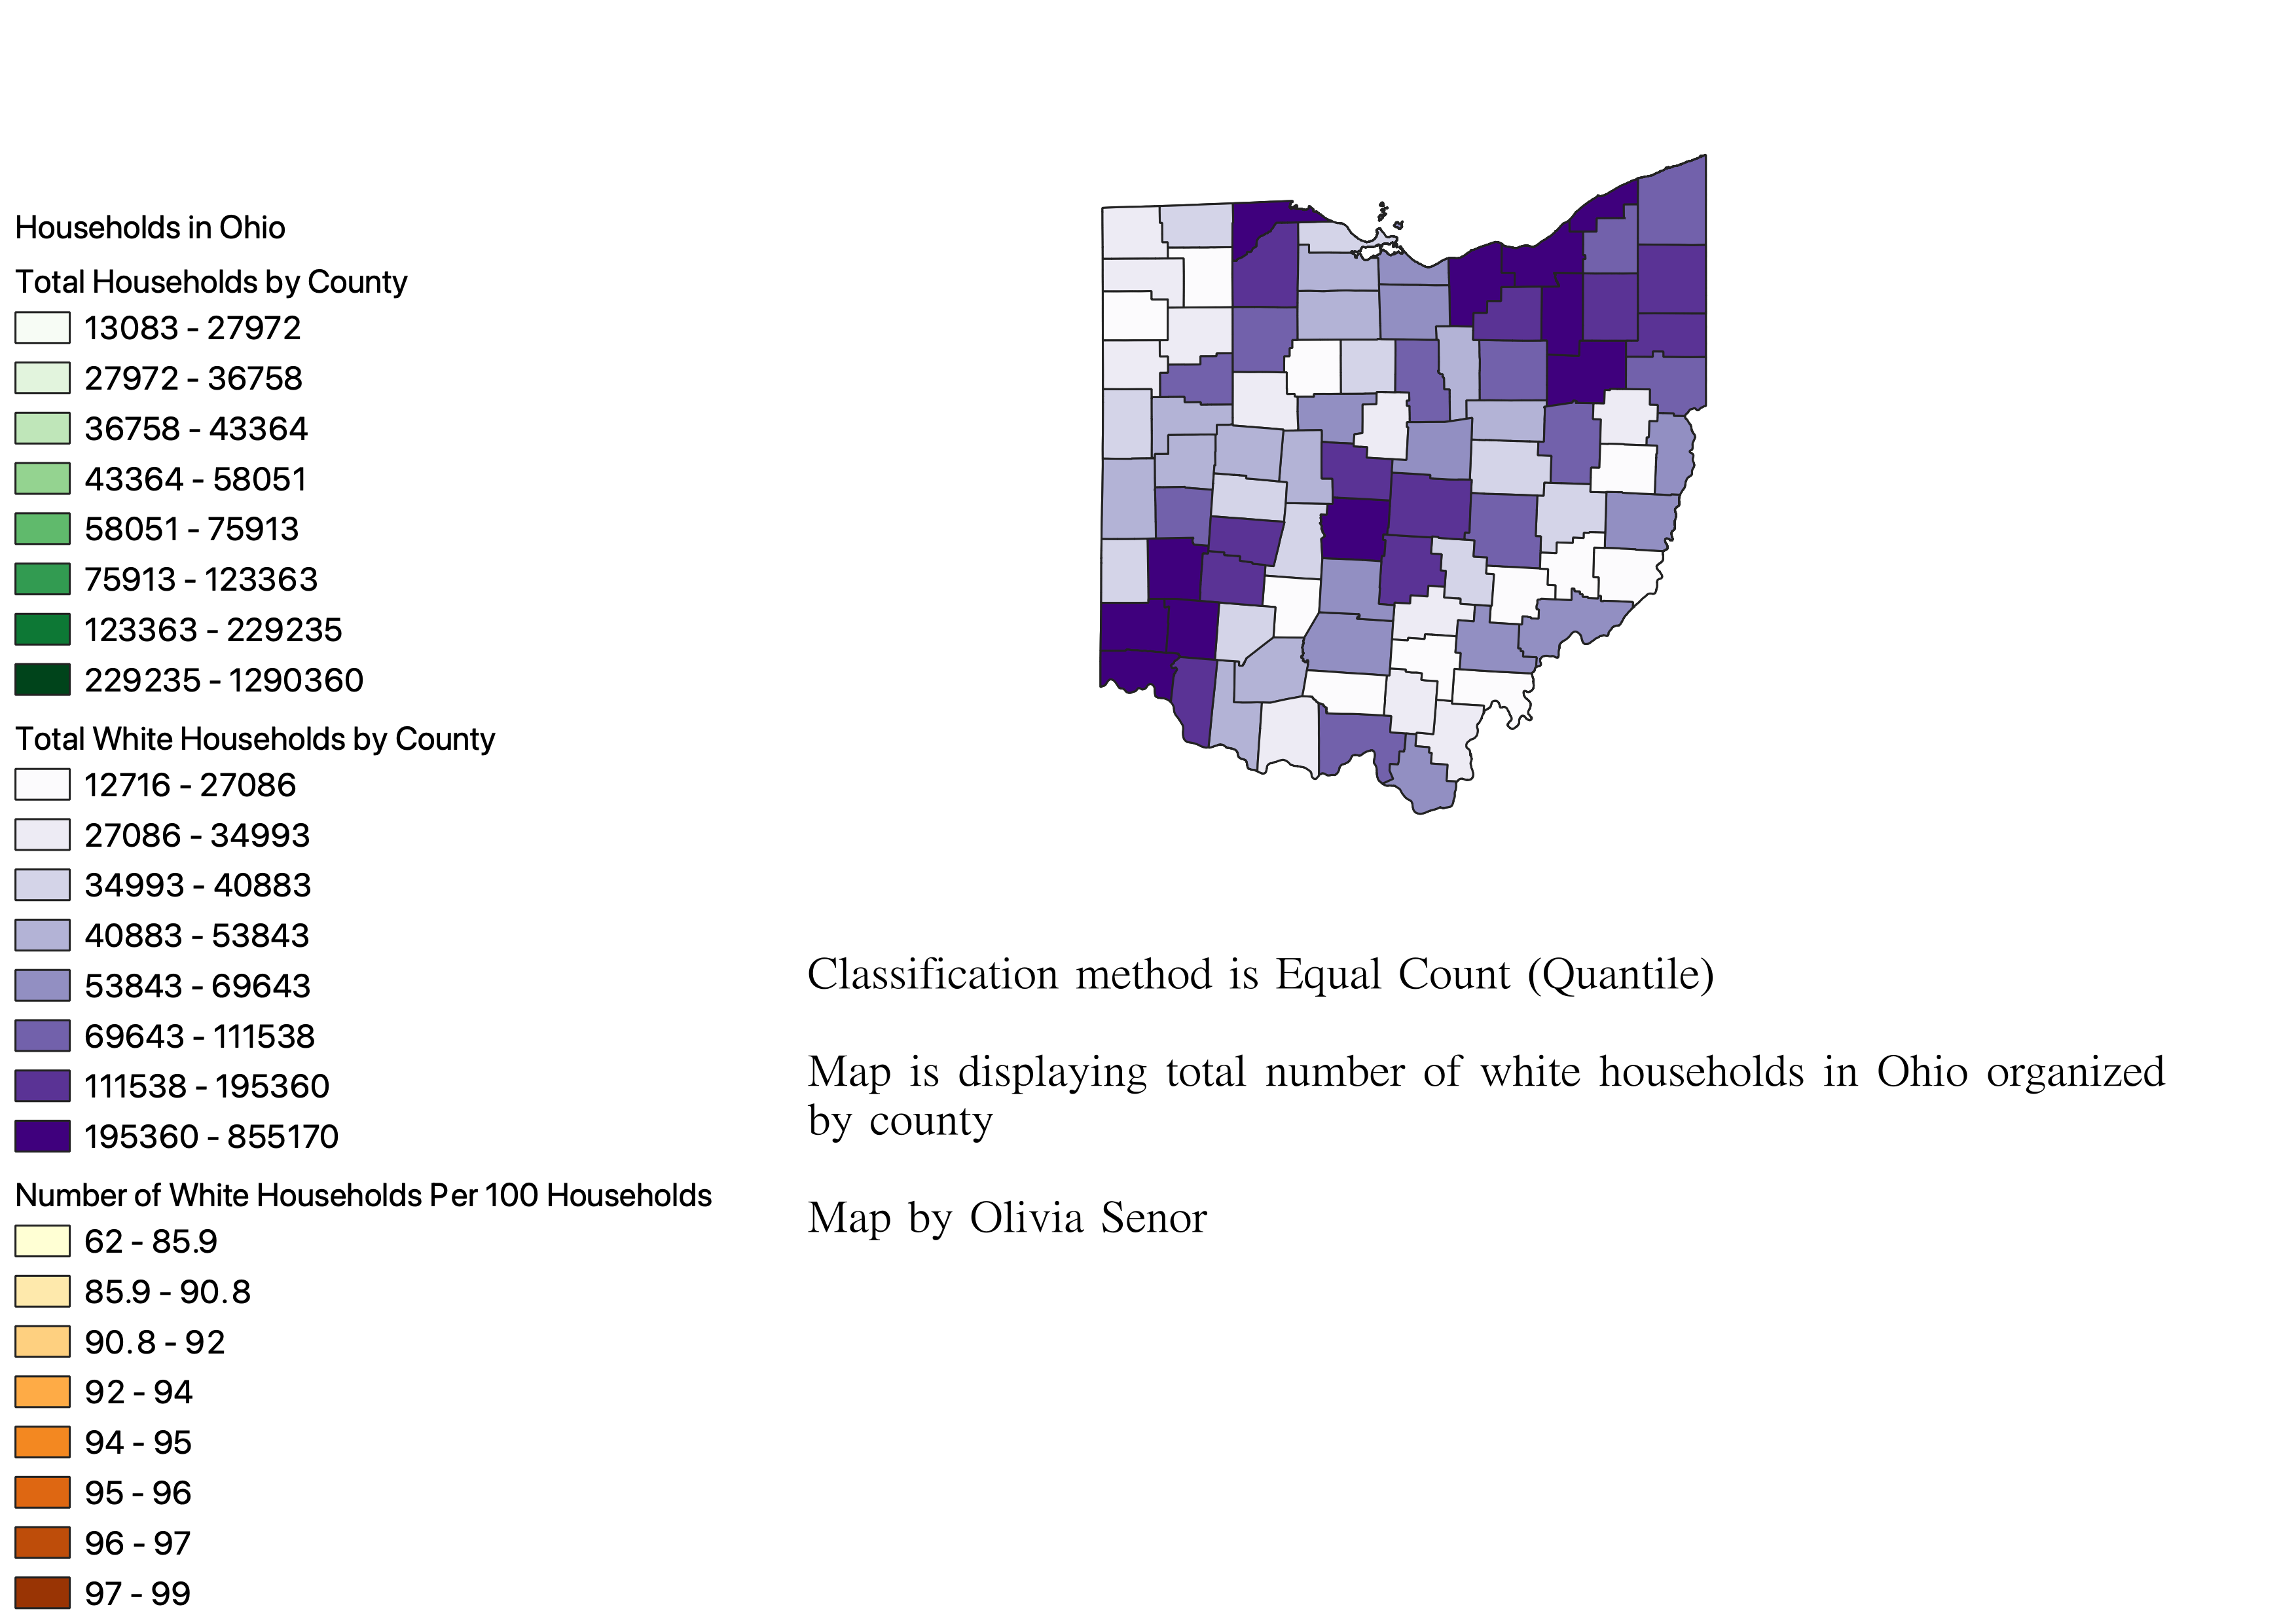 Households in Ohio
Total Households by County
13083 - 27972
27972 - 36758
36758 - 43364
43364 - 58051
58051 - 75913
75913 - 123363
123363 - 229235
229235 - 1290360
Total White Households by County
12716 - 27086
27086 - 34993
34993 - 40883
40883 - 53843
53843 - 69643
69643 - 111538
111538 - 195360
195360 - 855170
Number of White Households Per 100 Households
62 - 85.9
85.9 - 90.8
90.8 - 92
92 - 94
94 - 95
95 - 96
96 - 97
97 - 99
Classification method is Equal Count (Quantile)
Map is displaying total number of white households in Ohio organized
by county
Map by Olivia Senor